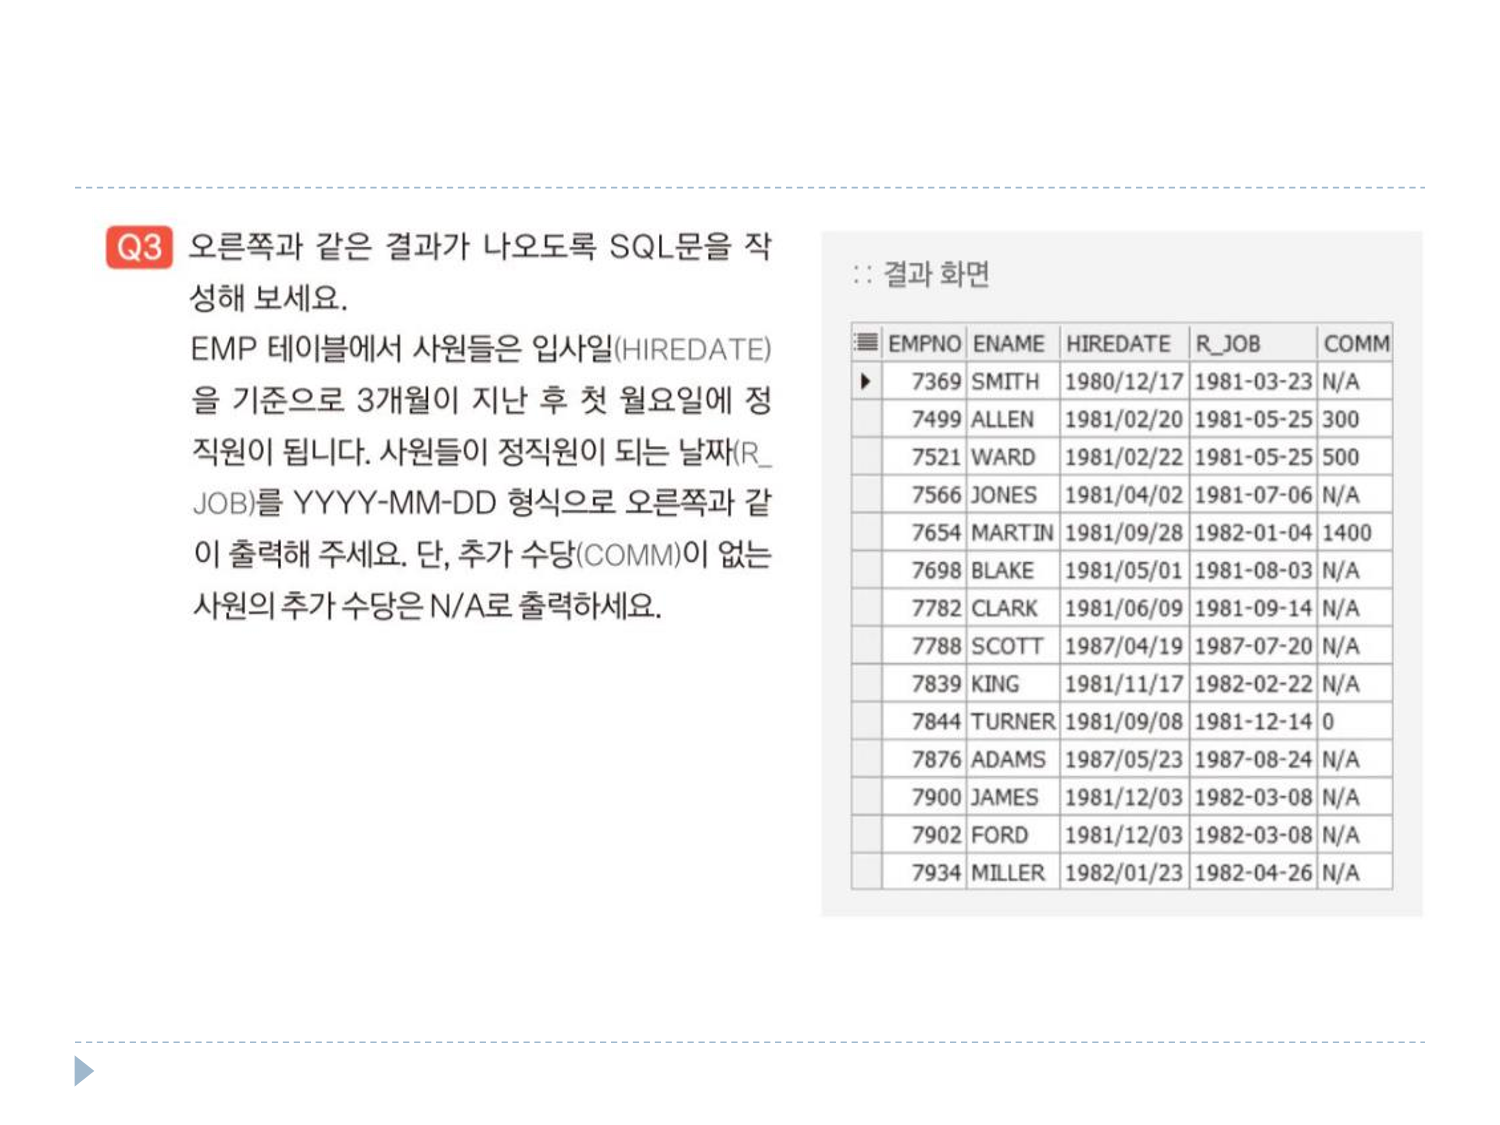 Q3 오른쪽과 같은 결과가 나오도록 SQL문을 작
성해 보세요.
EMP 테이블에서 사원들은 입사일(HIREDATE)
을 기준으로 3개월이 지난 후 첫 월요일에 정
직원이 됩니다. 사원들이 정직원이 되는 날짜(R_
JOB)를 YYYY-MM-DD 형식으로 오른쪽과 같
이 출력해 주세요. 단, 추가 수당(COMM)이 없는
사원의 추가 수당은 N/A로 출력하세요.
:: 결과 화면
EMPNO ENAME HIREDATE R_JOB COMM
7369 SMITH 1980/12/17 1981-03-23 N/A
7499 ALLEN 1981/02/20 1981-05-25 300
7521 WARD 1981/02/22 1981-05-25 500
7566 JONES 1981/04/02 1981-07-06 N/A
7654 MARTIN 1981/09/28 1982-01-04 1400
7698 BLAKE 1981/05/01 1981-08-03 N/A
7782 CLARK 1981/06/09 1981-09-14 N/A
7788 SCOTT 1987/04/19 1987-07-20 N/A
7839 KING 1981/11/17 1982-02-22 N/A
7844 TURNER 1981/09/08 1981-12-14 0
7876 ADAMS 1987/05/23 1987-08-24 N/A
7900 JAMES 1981/12/03 1982-03-08 N/A
7902 FORD 1981/12/03 1982-03-08 N/A
7934 MILLER 1982/01/23 1982-04-26 N/A